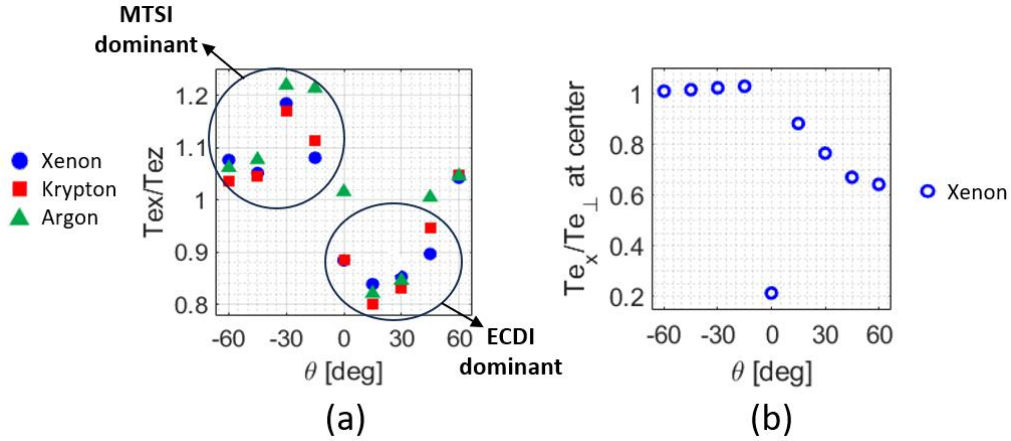 MTSI
dominant
Xenon
Krypton
Argon
Tex/Tez
1.2
1.1
1
0.9
0.8
-60 -30 0 30 60
θ [deg]
ECDI
dominant
(a)
Te_x/Te_⊥ at center
1
0.8
0.6
0.4
0.2
-60 -30 0 30 60
θ [deg]
Xenon
(b)